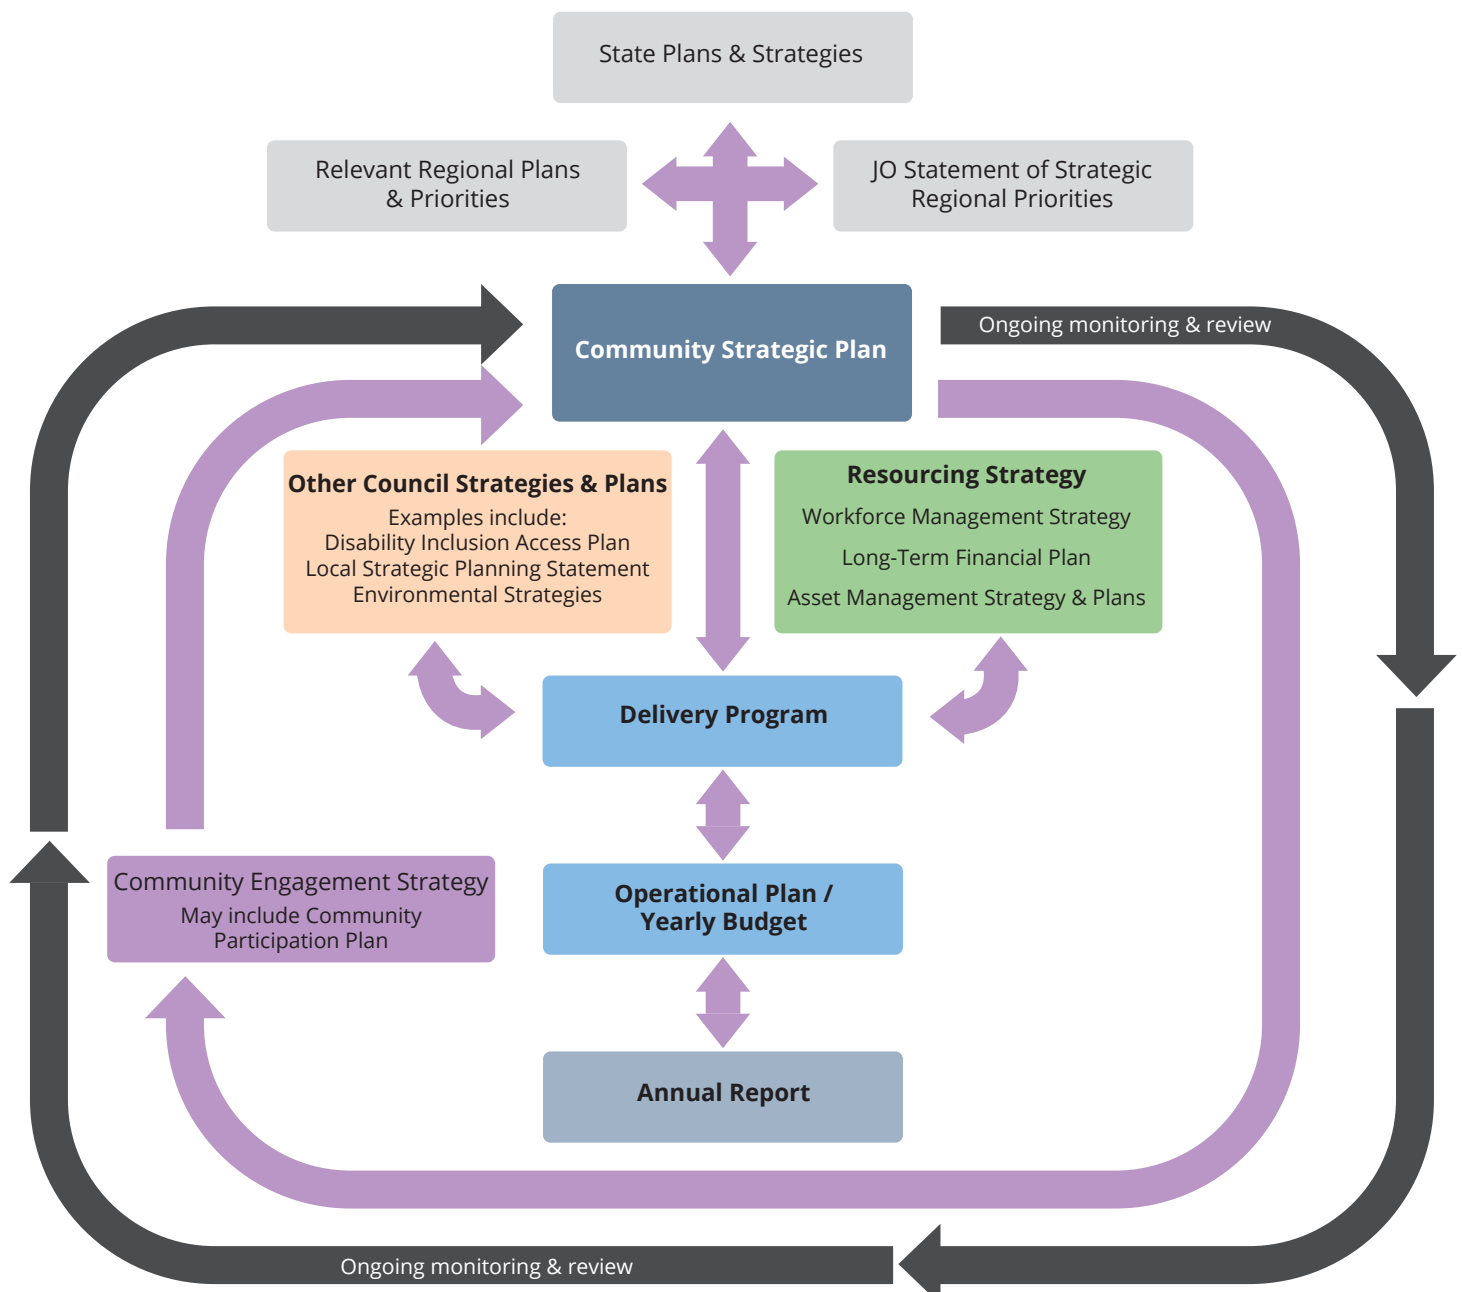 State Plans & Strategies
Relevant Regional Plans
& Priorities
JO Statement of Strategic
Regional Priorities
Community Strategic Plan
Ongoing monitoring & review
Other Council Strategies & Plans
Examples include:
Disability Inclusion Access Plan
Local Strategic Planning Statement
Environmental Strategies
Resourcing Strategy
Workforce Management Strategy
Long-Term Financial Plan
Asset Management Strategy & Plans
Delivery Program
Community Engagement Strategy
May include Community
Participation Plan
Operational Plan /
Yearly Budget
Annual Report
Ongoing monitoring & review